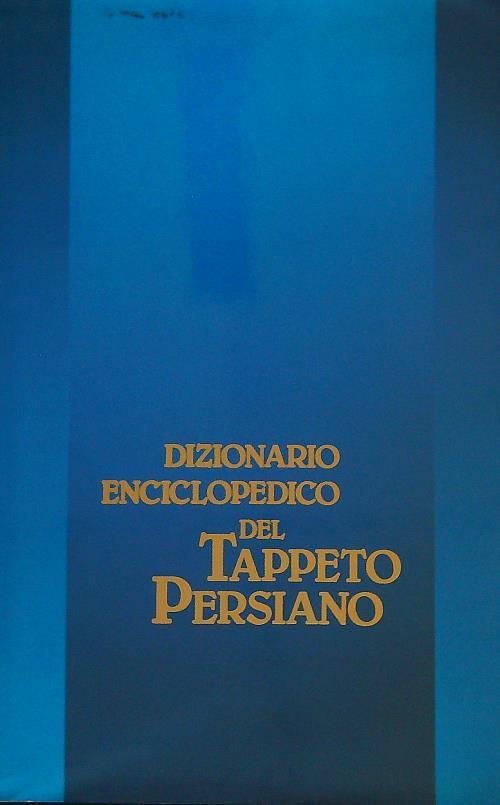 DIZIONARIO
ENCICLOPEDICO
DEL
TAPPETO
PERSIANO